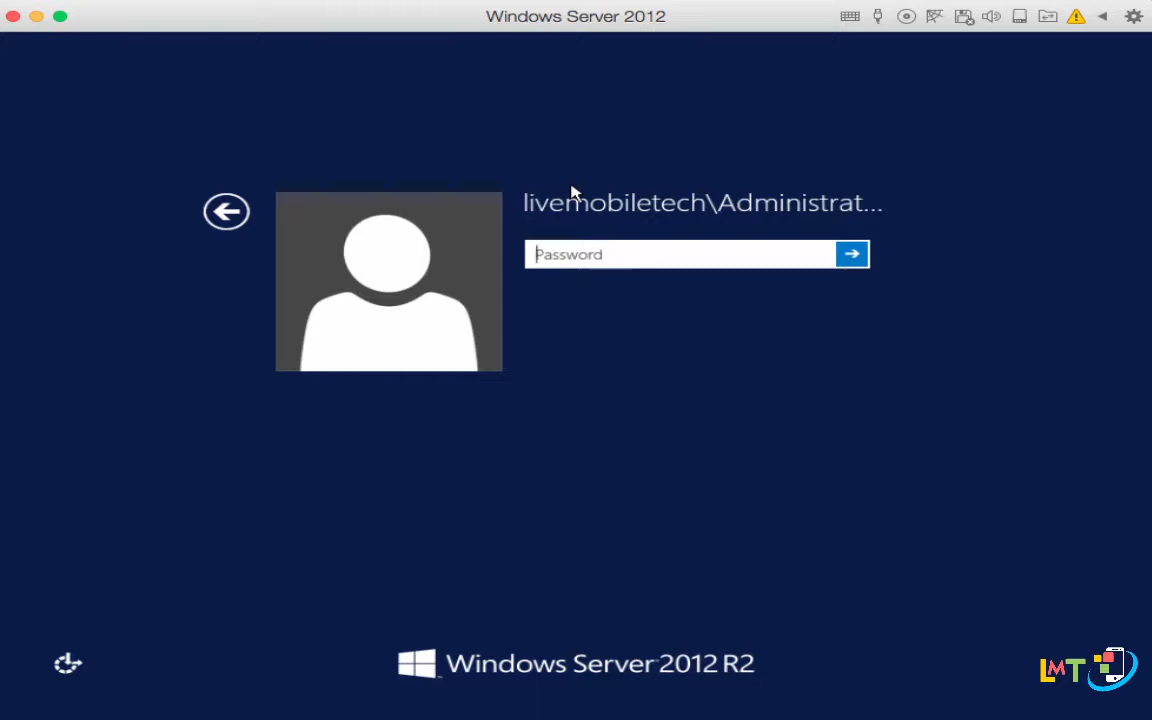 Windows Server 2012
livemobiletech\Administrat...
Password
Windows Server 2012 R2
LMT